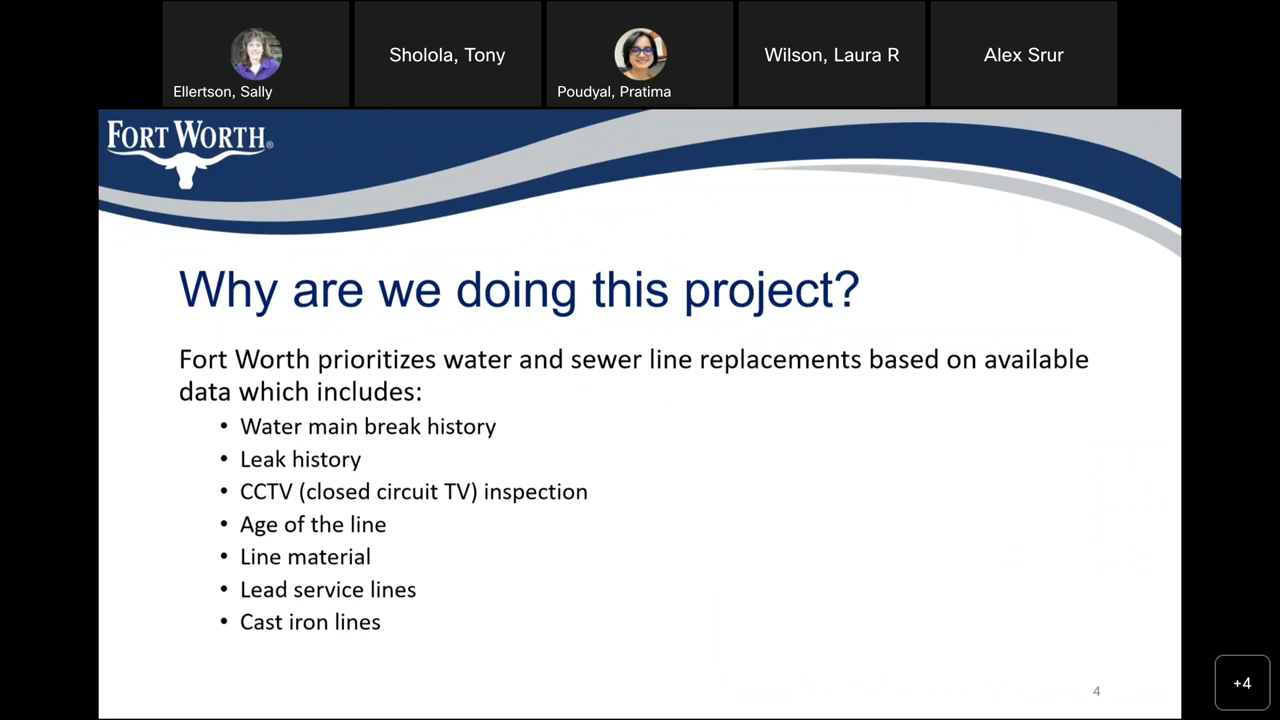 Ellertson, Sally
Sholola, Tony
Poudyal, Pratima
Wilson, Laura R
Alex Srur
FORT WORTH®
Why are we doing this project?
Fort Worth prioritizes water and sewer line replacements based on available
data which includes:
• Water main break history
• Leak history
• CCTV (closed circuit TV) inspection
• Age of the line
• Line material
• Lead service lines
• Cast iron lines
4
+4